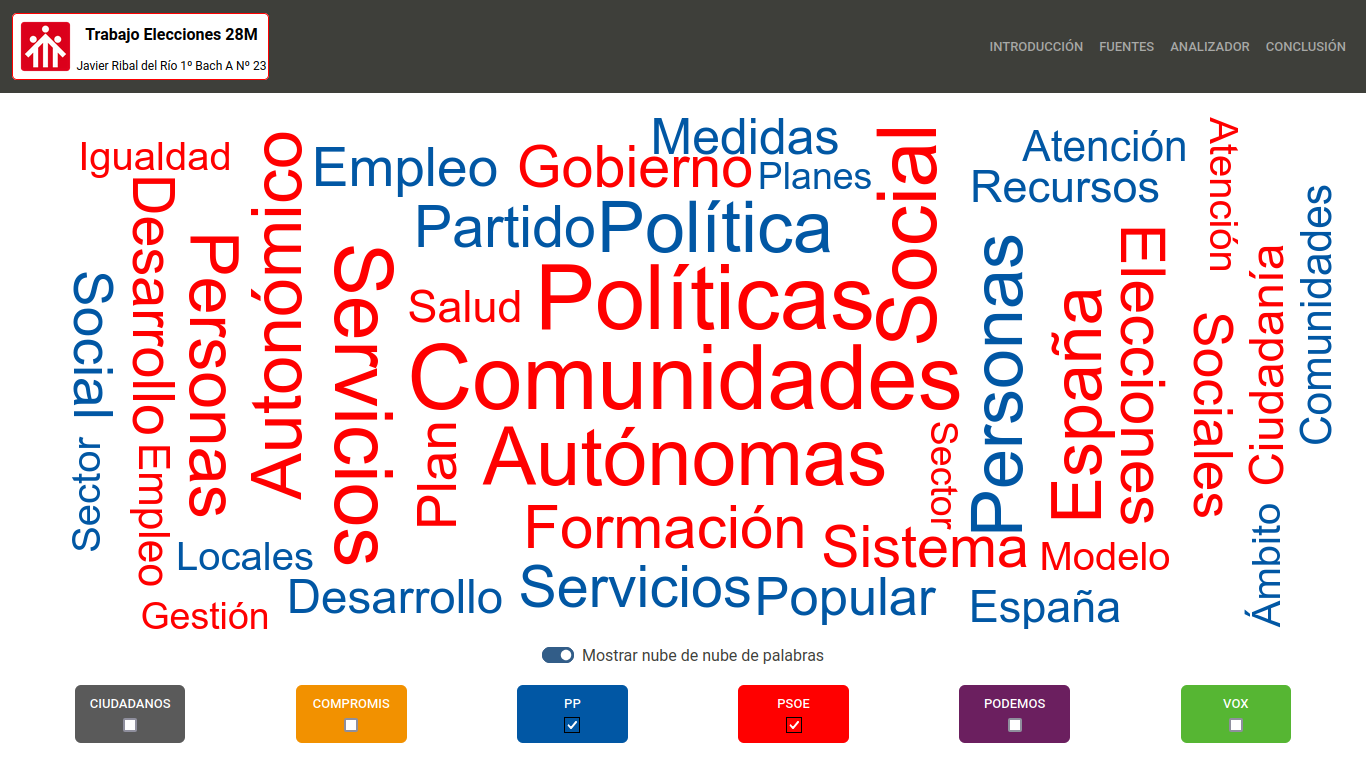 Trabajo Elecciones 28M
Javier Ribal del Río 1º Bach A Nº 23
INTRODUCCIÓN FUENTES ANALIZADOR CONCLUSIÓN
Igualdad
Desarrollo
Personas
Autonómico
Empleo
Gobierno
Medidas
Planes
Social
Atención
Recursos
Atención
Comunidades
Partido
Política
Servicios
Salud
Políticas
Comunidades
Autónomas
Plan
Sector
Personas
España
Elecciones
Sociales
Ciudadanía
Social
Sector
Empleo
Locales
Gestión
Desarrollo
Formación
Servicios
Popular
Sistema
Modelo
España
Ámbito
Mostrar nube de nube de palabras
CIUDADANOS
COMPROMIS
PP
PSOE
PODEMOS
VOX